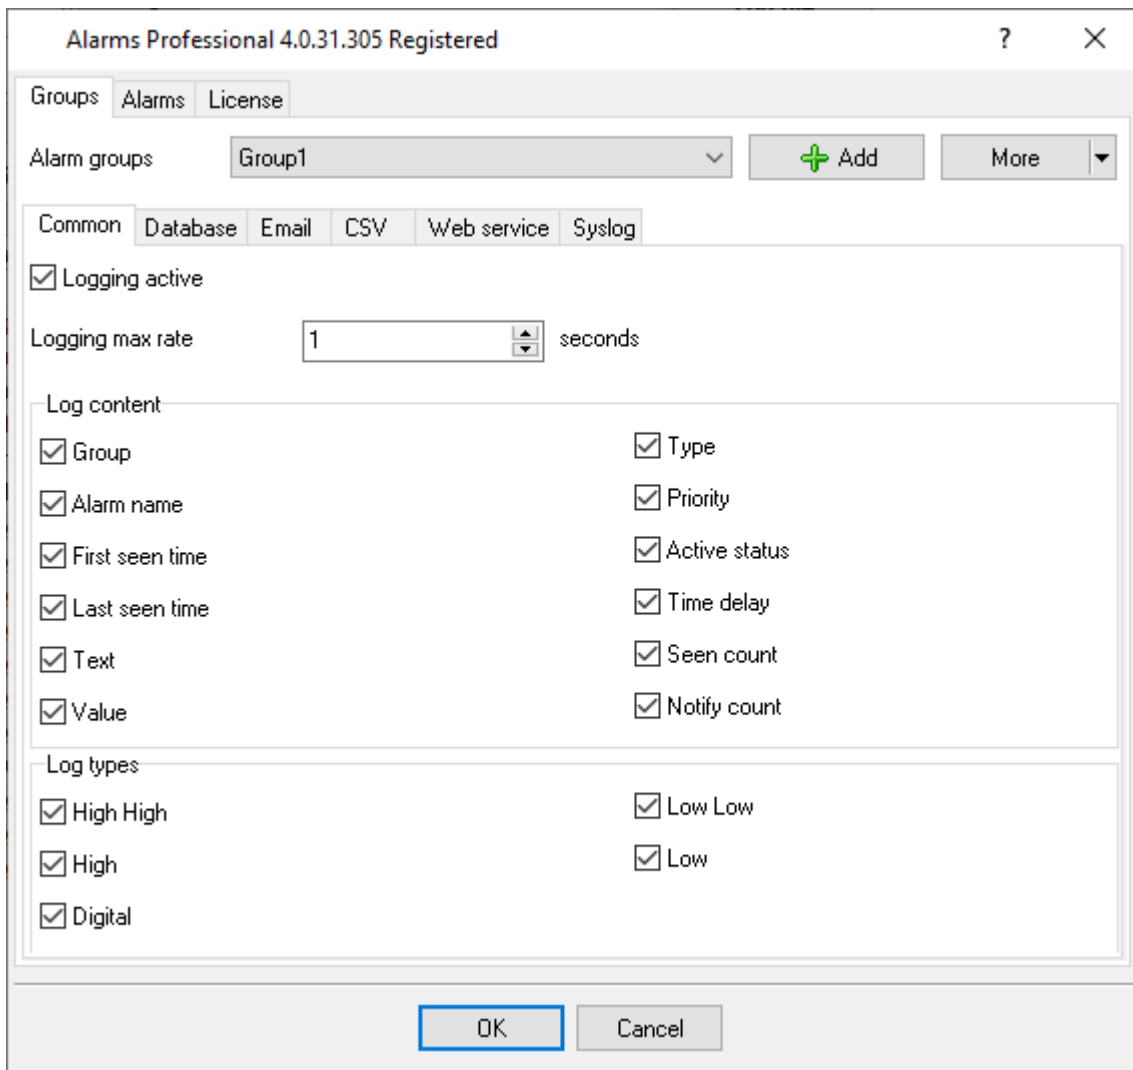 Alarms Professional 4.0.31.305 Registered ?
Groups Alarms License
Alarm groups Group1 Add More
Common Database Email CSV Web service Syslog
Logging active
Logging max rate 1 seconds
Log content
Group Type
Alarm name Priority
First seen time Active status
Last seen time Time delay
Text Seen count
Value Notify count
Log types
High High Low Low
High Low
Digital
OK Cancel